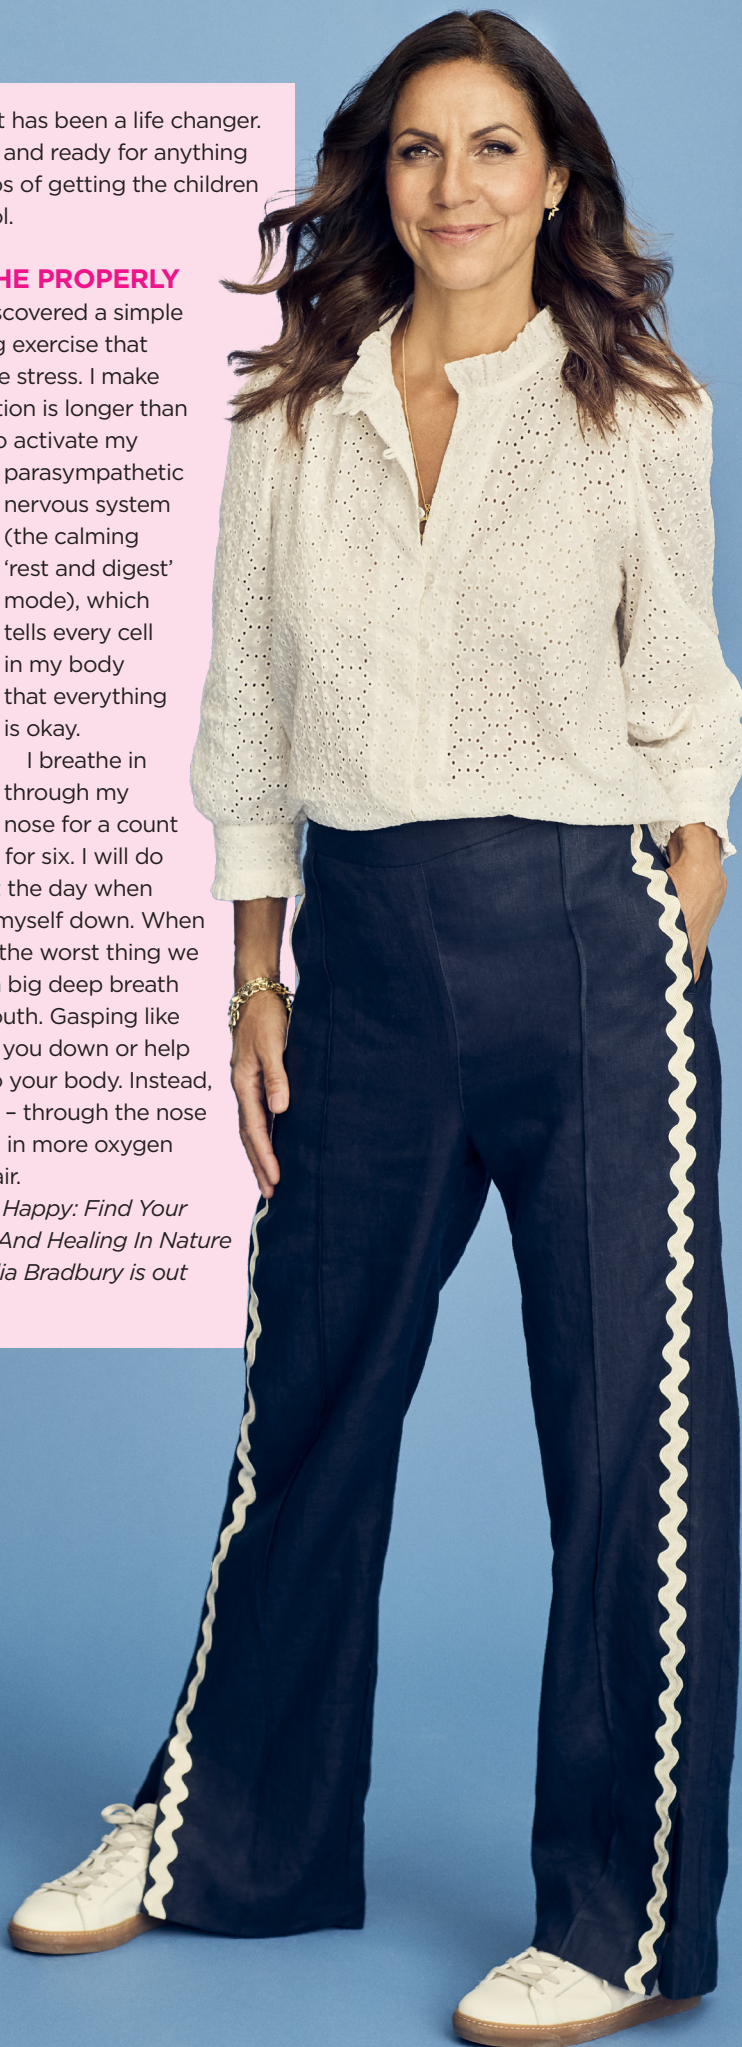 t has been a life changer.
and ready for anything
os of getting the children
ol.
HE PROPERLY
scovered a simple
g exercise that
e stress. I make
tion is longer than
o activate my
parasympathetic
nervous system
(the calming
‘rest and digest’
mode), which
tells every cell
in my body
that everything
is okay.
I breathe in
through my
nose for a count
for six. I will do
t the day when
myself down. When
the worst thing we
a big deep breath
outh. Gasping like
you down or help
o your body. Instead,
– through the nose
in more oxygen
air.
Happy: Find Your
And Healing In Nature
lia Bradbury is out